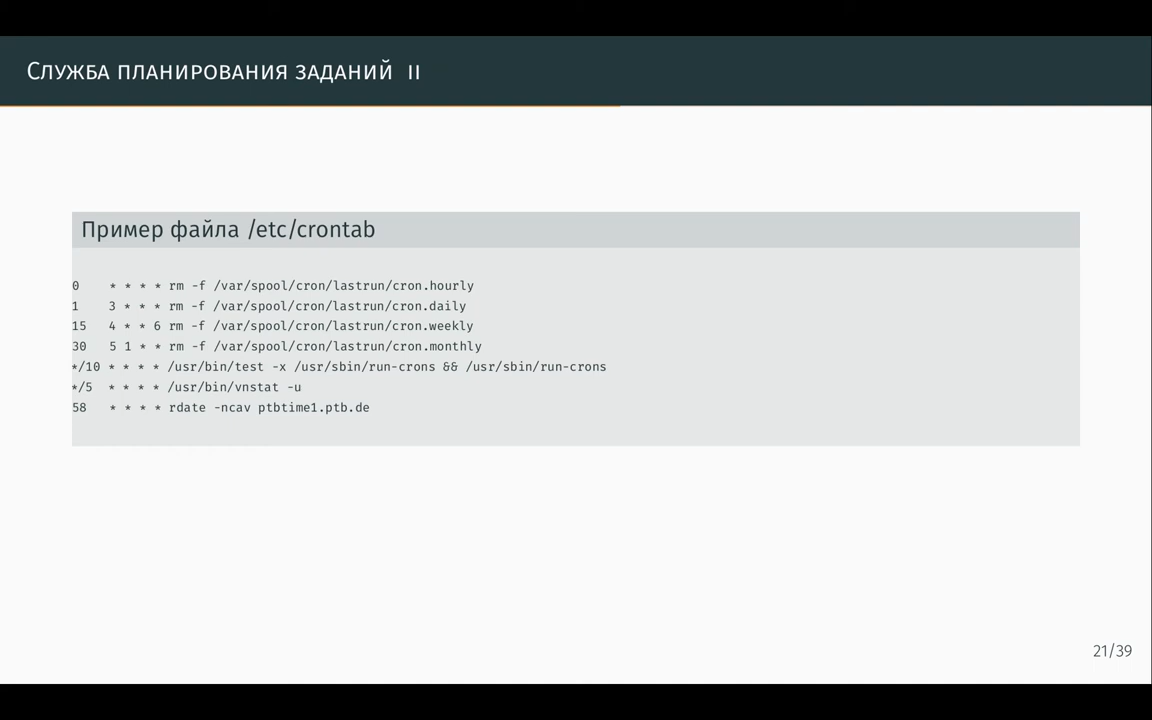 Служба планирования заданий II
Пример файла /etc/crontab
0    * * * * rm -f /var/spool/cron/lastrun/cron.hourly
1    3 * * * rm -f /var/spool/cron/lastrun/cron.daily
15   4 * * 6 rm -f /var/spool/cron/lastrun/cron.weekly
30   5 1 * * rm -f /var/spool/cron/lastrun/cron.monthly
*/10 * * * * /usr/bin/test -x /usr/sbin/run-crons && /usr/sbin/run-crons
*/5  * * * * /usr/bin/vnstat -u
58   * * * * rdate -ncav ptbtime1.ptb.de
21/39